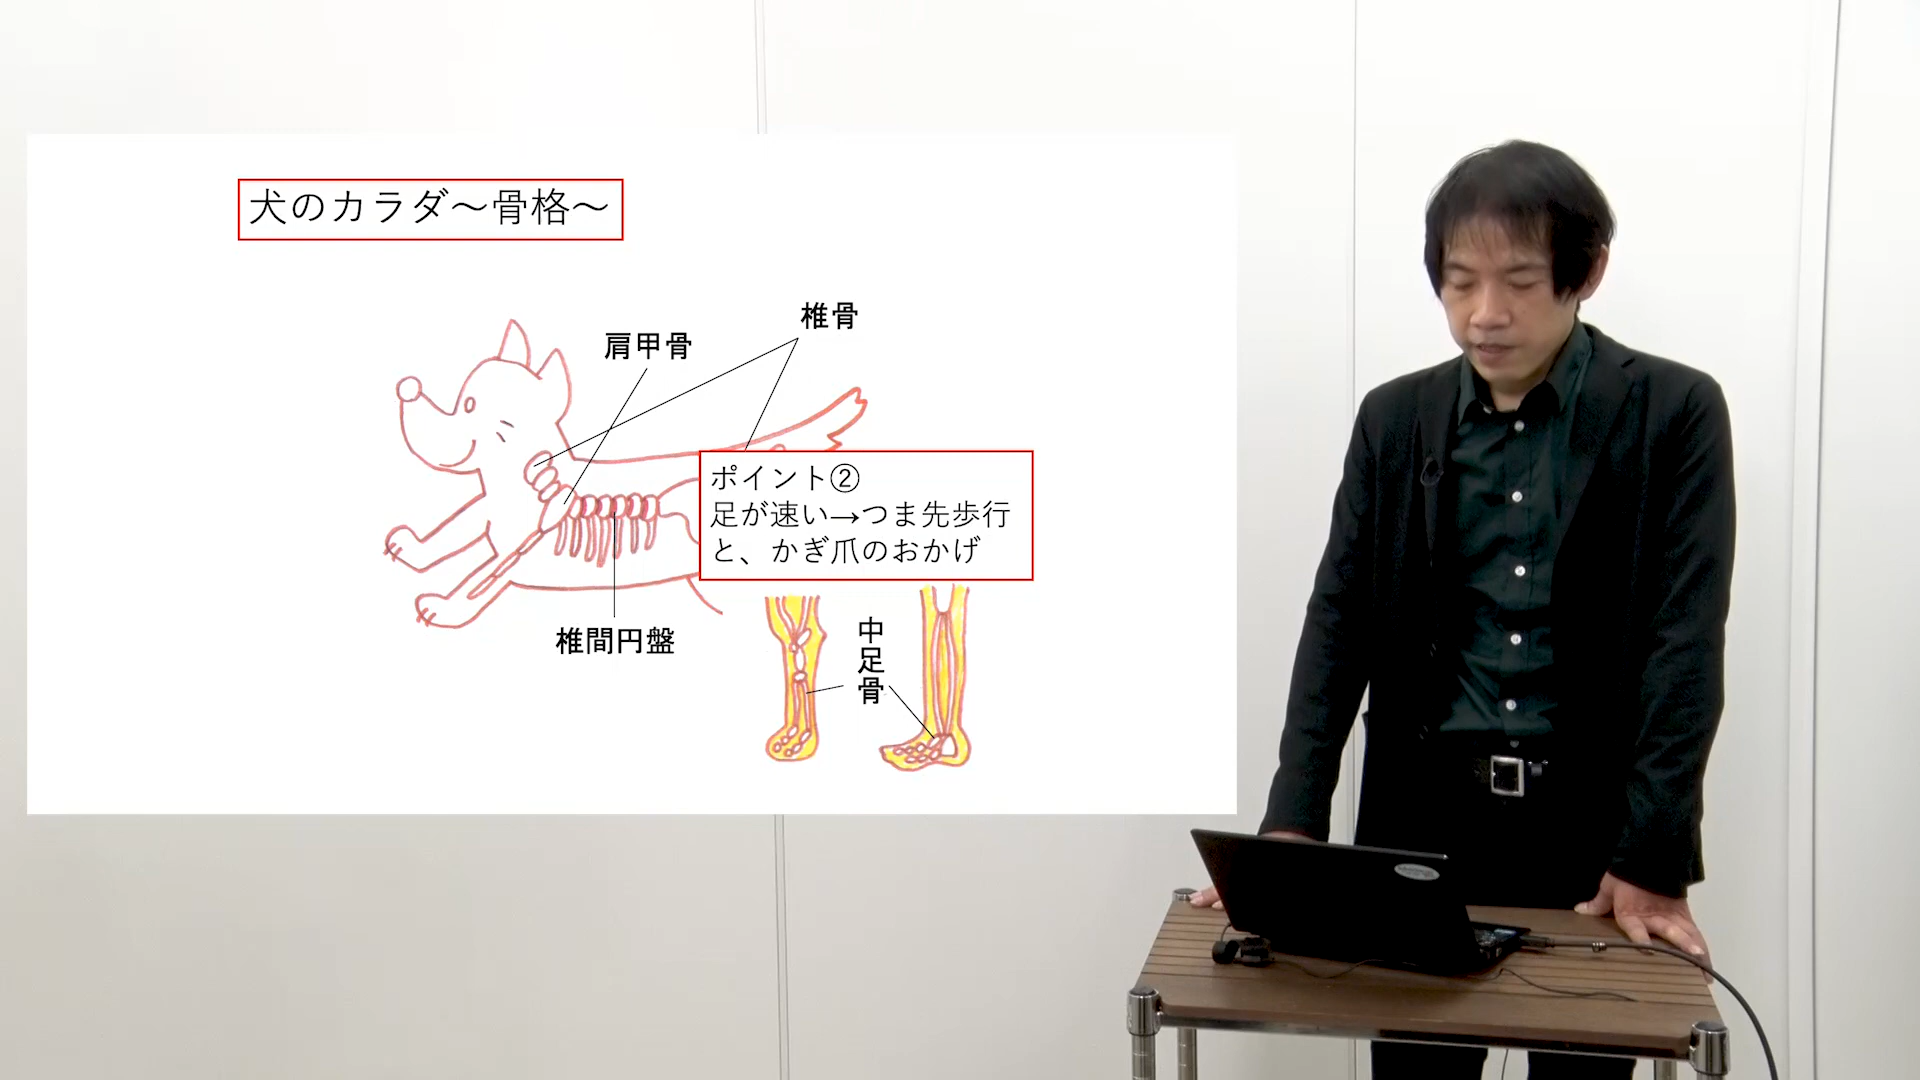 犬のカラダ～骨格～
椎骨
肩甲骨
ポイント②
足が速い→つま先歩行
と、かぎ爪のおかげ
椎間円盤
中足骨